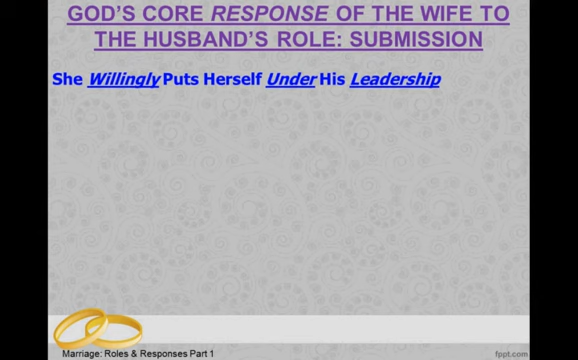 GOD'S CORE RESPONSE OF THE WIFE TO
THE HUSBAND'S ROLE: SUBMISSION
She Willingly Puts Herself Under His Leadership
Marriage: Roles & Responses Part 1
fppt.com